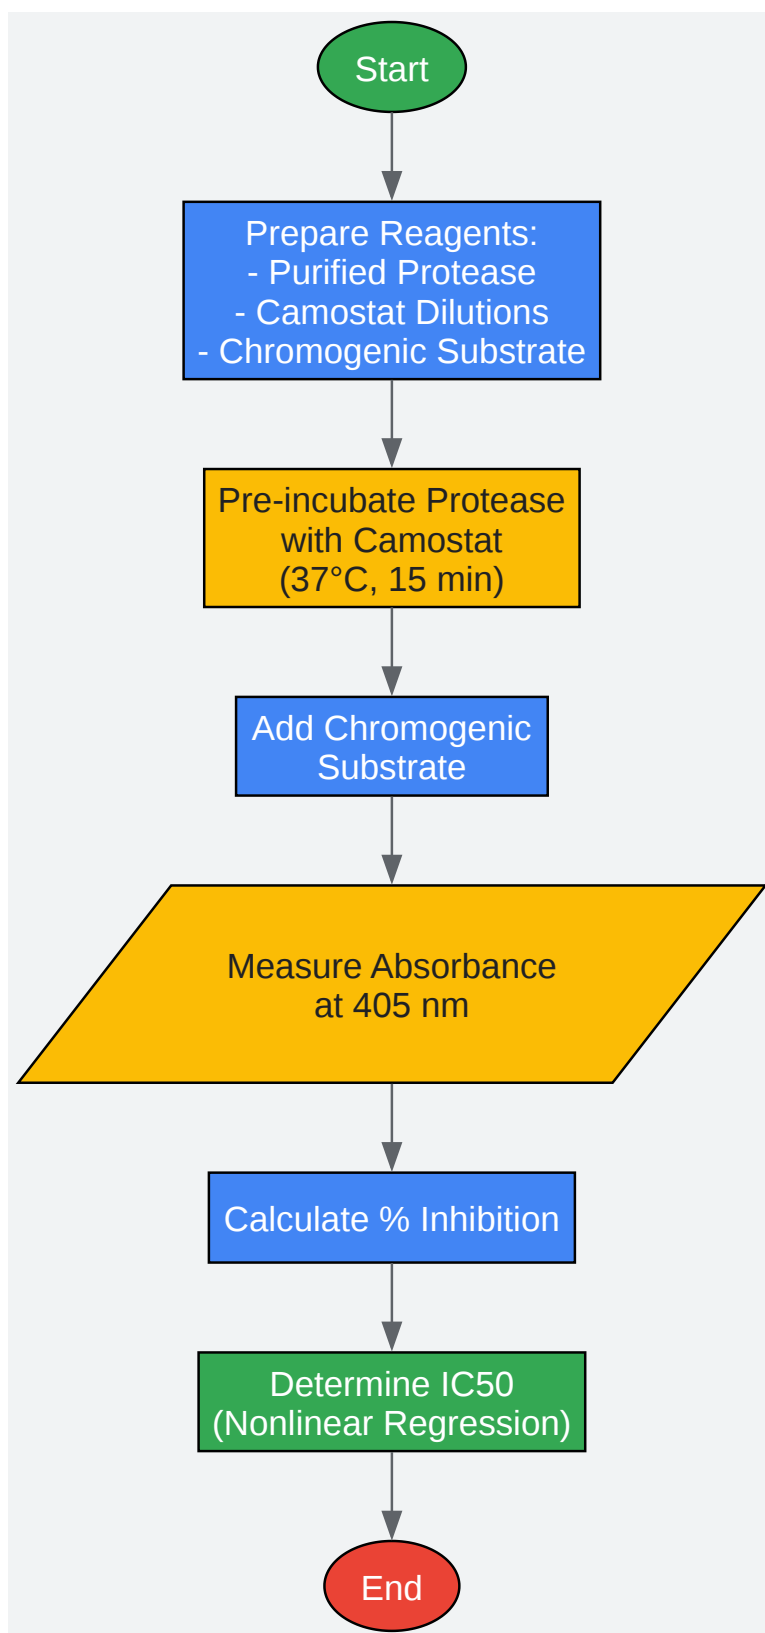 Start
Prepare Reagents:
- Purified Protease
- Camostat Dilutions
- Chromogenic Substrate
Pre-incubate Protease
with Camostat
(37°C, 15 min)
Add Chromogenic
Substrate
Measure Absorbance
at 405 nm
Calculate % Inhibition
Determine IC50
(Nonlinear Regression)
End